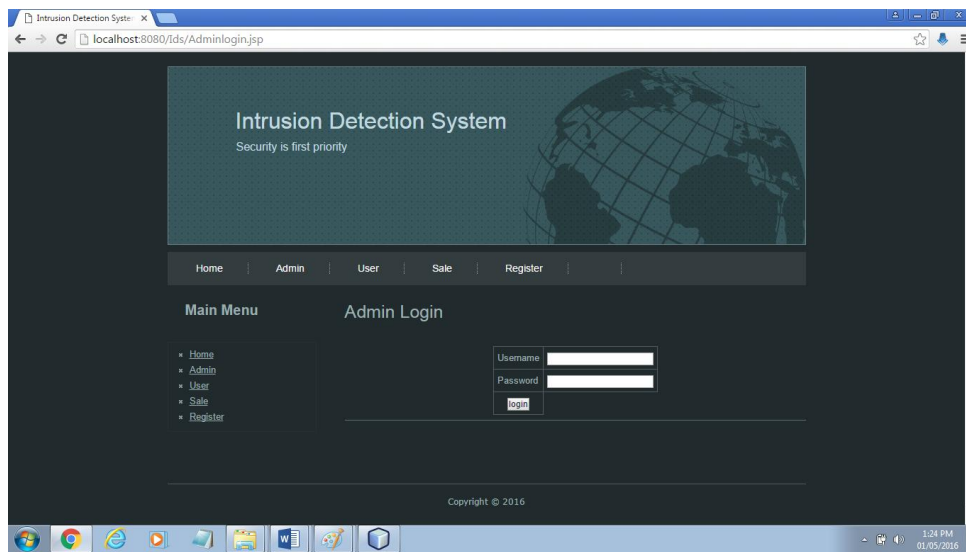 Intrusion Detection Syste
localhost:8080/Ids/Adminlogin.jsp
Intrusion Detection System
Security is first priority
Home Admin User Sale Register
Main Menu
Home
Admin
User
Sale
Register
Admin Login
Username
Password
login
Copyright © 2016
1:24 PM
01/05/2016